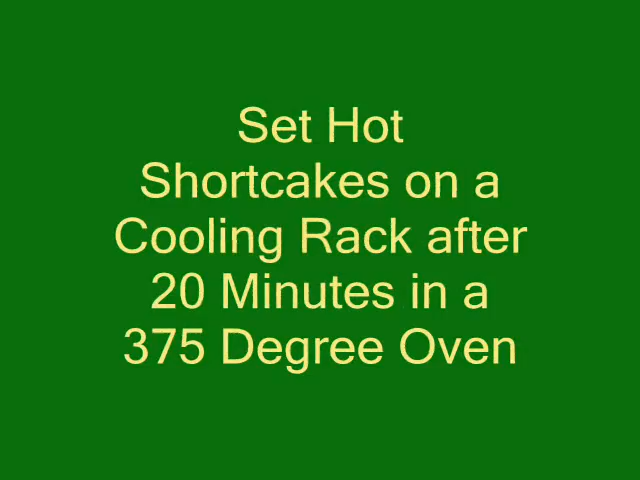 Set Hot
Shortcakes on a
Cooling Rack after
20 Minutes in a
375 Degree Oven